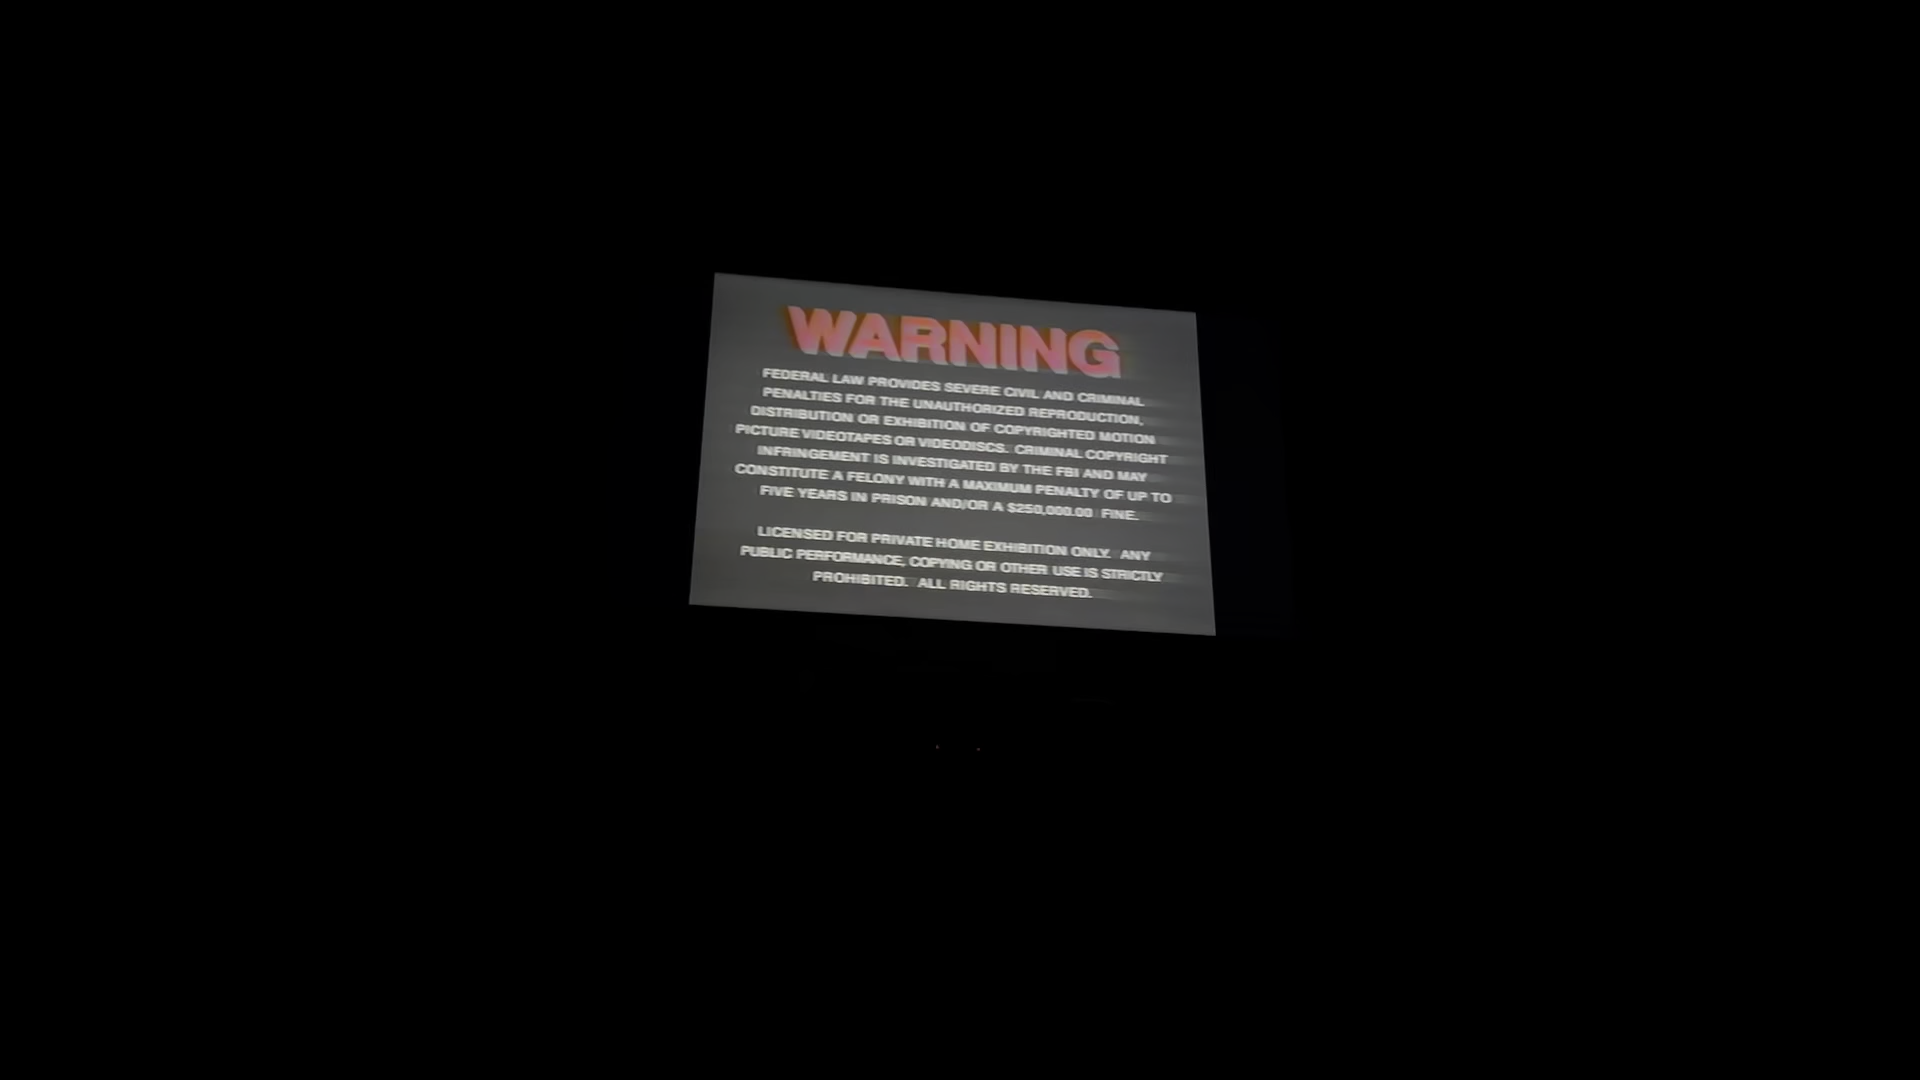 WARNING
FEDERAL LAW PROVIDES SEVERE CIVIL AND CRIMINAL
PENALTIES FOR THE UNAUTHORIZED REPRODUCTION,
DISTRIBUTION OR EXHIBITION OF COPYRIGHTED MOTION
PICTURE VIDEOTAPES OR VIDEODISCS. CRIMINAL COPYRIGHT
INFRINGEMENT IS INVESTIGATED BY THE FBI AND MAY
CONSTITUTE A FELONY WITH A MAXIMUM PENALTY OF UP TO
FIVE YEARS IN PRISON AND/OR A $250,000.00 FINE.
LICENSED FOR PRIVATE HOME EXHIBITION ONLY. ANY
PUBLIC PERFORMANCE, COPYING OR OTHER USE IS STRICTLY
PROHIBITED. ALL RIGHTS RESERVED.